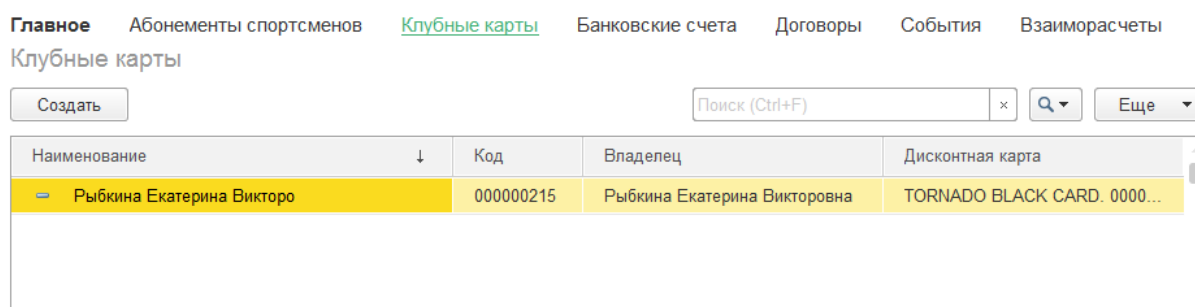 Главное Абонементы спортсменов Клубные карты Банковские счета Договоры События Взаиморасчеты
Клубные карты
Создать Поиск (Ctrl+F) × Еще
Наименование ↓ Код Владелец Дисконтная карта
Рыбкина Екатерина Викторо 000000215 Рыбкина Екатерина Викторовна TORNADO BLACK CARD. 0000...